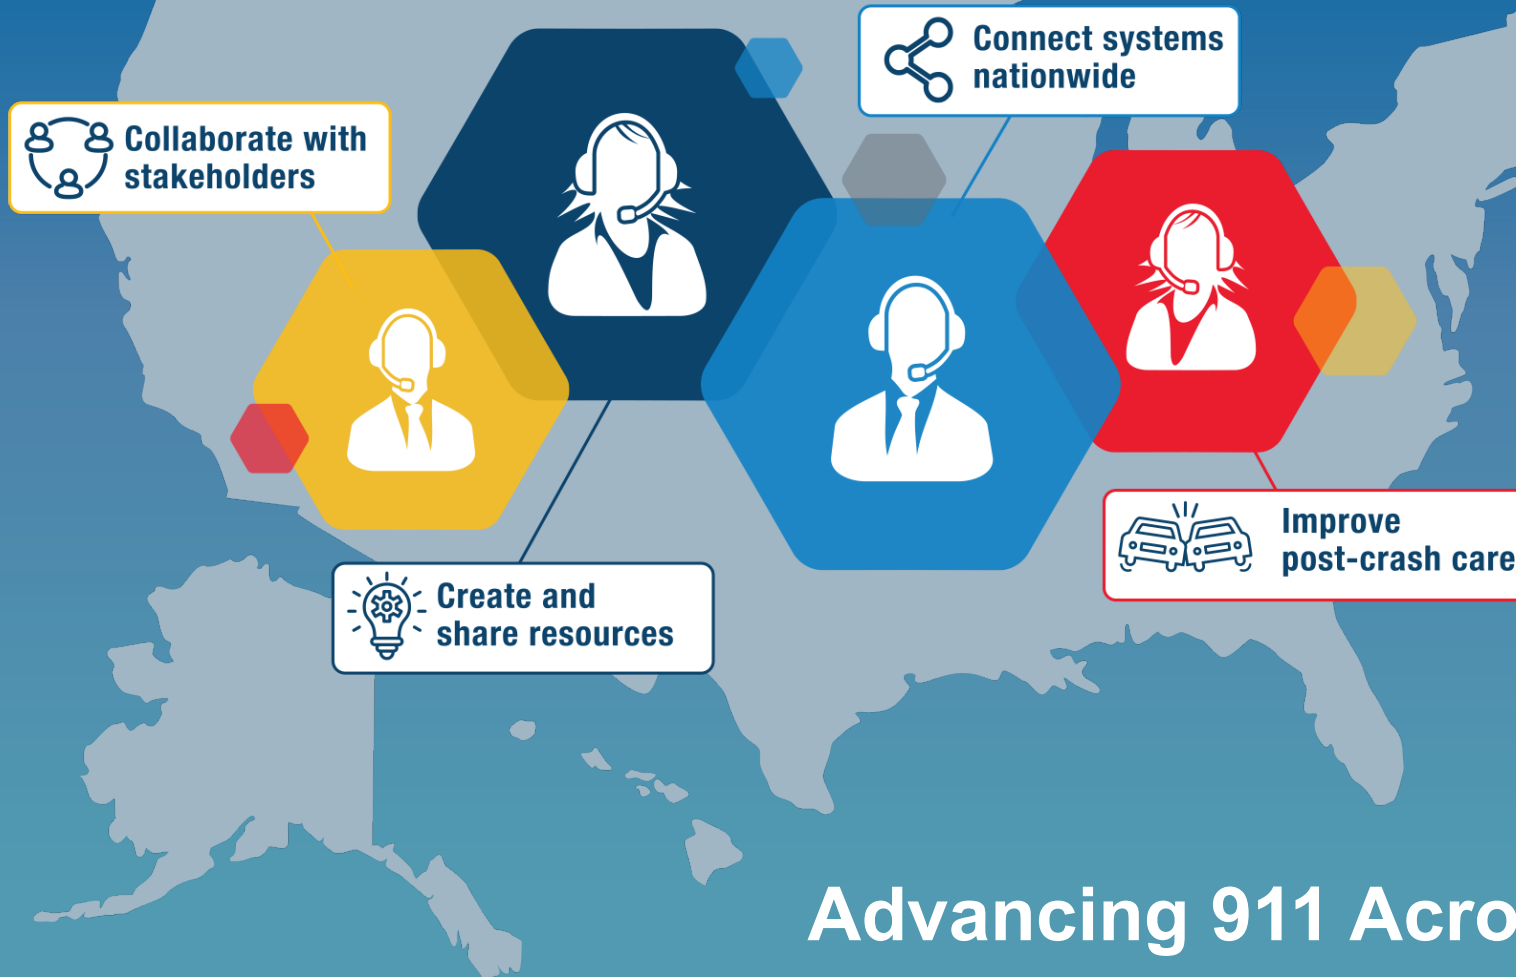 Connect systems
nationwide
Collaborate with
stakeholders
Improve
post-crash care
Create and
share resources
Advancing 911 Acro